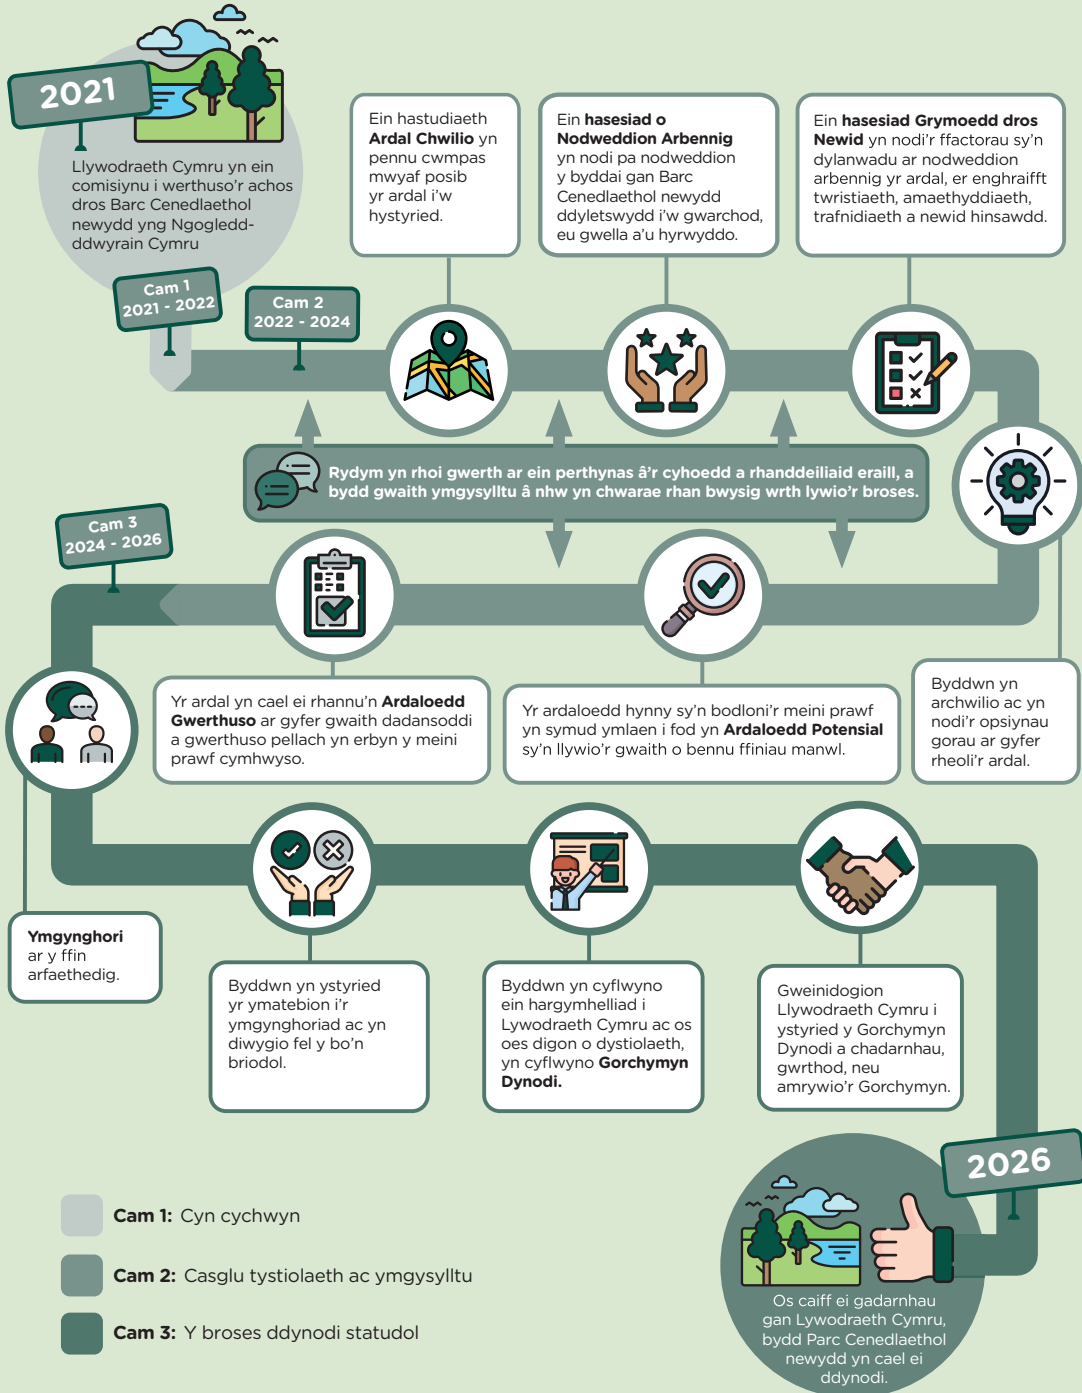 2021
Llywodraeth Cymru yn ein
comisiynu i werthuso'r achos
dros Barc Cenedlaethol
newydd yng Ngogledd-
ddwyrain Cymru
Cam 1
2021 - 2022
Cam 2
2022 - 2024
Ein hastudiaeth
Ardal Chwilio yn
pennu cwmpas
mwyaf posib
yr ardal i'w
hystyried.
Ein hasesiad o
Nodweddion Arbennig
yn nodi pa nodweddion
y byddai gan Barc
Cenedlaethol newydd
ddyletswydd i'w gwarchod,
eu gwella a'u hyrwyddo.
Ein hasesiad Grymoedd dros
Newid yn nodi'r ffactorau sy'n
dylanwadu ar nodweddion
arbennig yr ardal, er enghraifft
twristiaeth, amaethyddiaeth,
trafnidiaeth a newid hinsawdd.
Rydym yn rhoi gwerth ar ein perthynas â'r cyhoedd a rhanddeiliaid eraill, a
bydd gwaith ymgysylltu â nhw yn chwarae rhan bwysig wrth lywio'r broses.
Byddwn yn
archwilio ac yn
nodi'r opsiynau
gorau ar gyfer
rheoli'r ardal.
Yr ardaloedd hynny sy'n bodloni'r meini prawf
yn symud ymlaen i fod yn Ardaloedd Potensial
sy'n llywio'r gwaith o bennu ffiniau manwl.
Yr ardal yn cael ei rhannu'n Ardaloedd
Gwerthuso ar gyfer gwaith dadansoddi
a gwerthuso pellach yn erbyn y meini
prawf cymhwyso.
Cam 3
2024 - 2026
Ymgynghori
ar y ffin
arfaethedig.
Byddwn yn ystyried
yr ymatebion i'r
ymgynghoriad ac yn
diwygio fel y bo'n
briodol.
Byddwn yn cyflwyno
ein hargymhelliad i
Lywodraeth Cymru ac os
oes digon o dystiolaeth,
yn cyflwyno Gorchymyn
Dynodi.
Gweinidogion
Llywodraeth Cymru i
ystyried y Gorchymyn
Dynodi a chadarnhau,
gwrthod, neu
amrywio'r Gorchymyn.
2026
Os caiff ei gadarnhau
gan Lywodraeth Cymru,
bydd Parc Cenedlaethol
newydd yn cael ei
ddynodi.
Cam 1: Cyn cychwyn
Cam 2: Casglu tystiolaeth ac ymgysylltu
Cam 3: Y broses ddynodi statudol